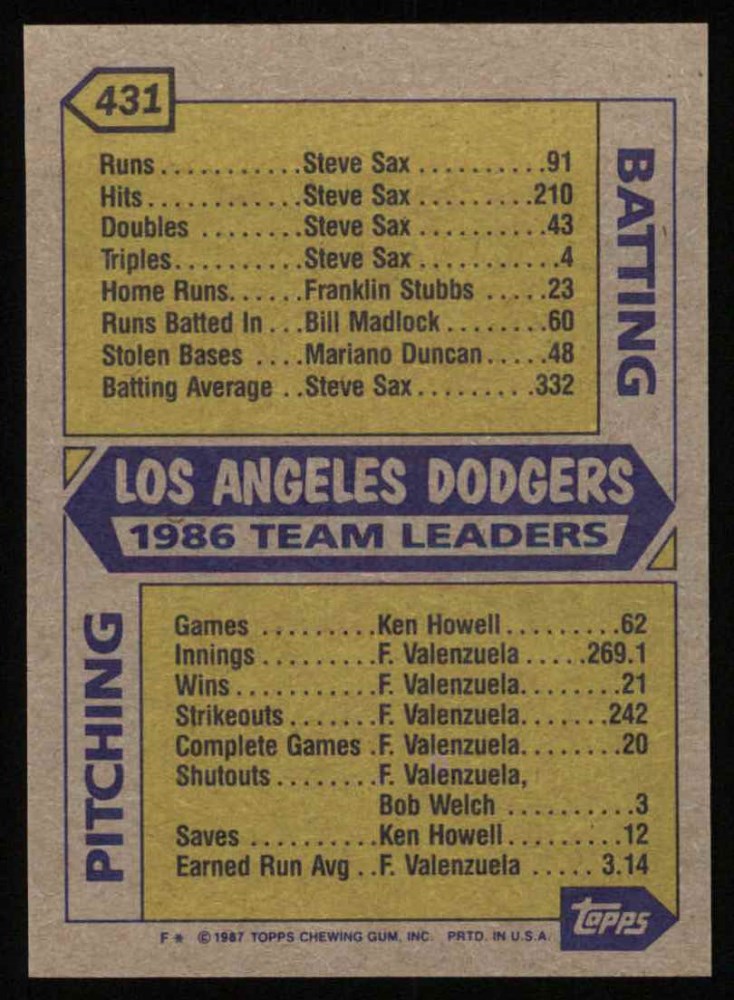 431
BATTING
Runs...........Steve Sax..........91
Hits............Steve Sax.........210
Doubles ........Steve Sax..........43
Triples..........Steve Sax...........4
Home Runs......Franklin Stubbs .....23
Runs Batted In...Bill Madlock........60
Stolen Bases ....Mariano Duncan.....48
Batting Average ..Steve Sax.........332
LOS ANGELES DODGERS
1986 TEAM LEADERS
PITCHING
Games .........Ken Howell.........62
Innings.........F. Valenzuela.....269.1
Wins...........F. Valenzuela........21
Strikeouts.......F. Valenzuela.......242
Complete Games .F. Valenzuela.......20
Shutouts........F. Valenzuela,
Bob Welch ..........3
Saves ..........Ken Howell.........12
Earned Run Avg ..F. Valenzuela ..... 3.14
Topps
F* © 1987 TOPPS CHEWING GUM, INC. PRTD. IN U.S.A.